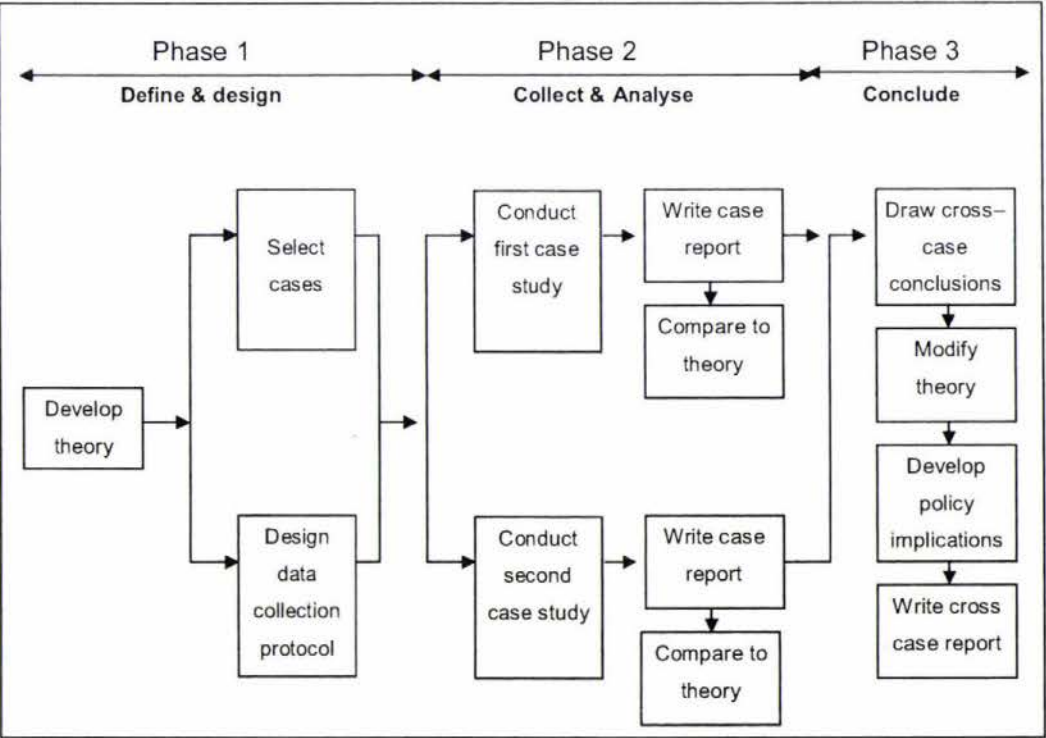 Phase 1
Phase 2
Phase 3
Define & design
Collect & Analyse
Conclude
Develop
theory
Select
cases
Design
data
collection
protocol
Conduct
first case
study
Write case
report
Compare to
theory
Conduct
second
case study
Write case
report
Compare to
theory
Draw cross–
case
conclusions
Modify
theory
Develop
policy
implications
Write cross
case report